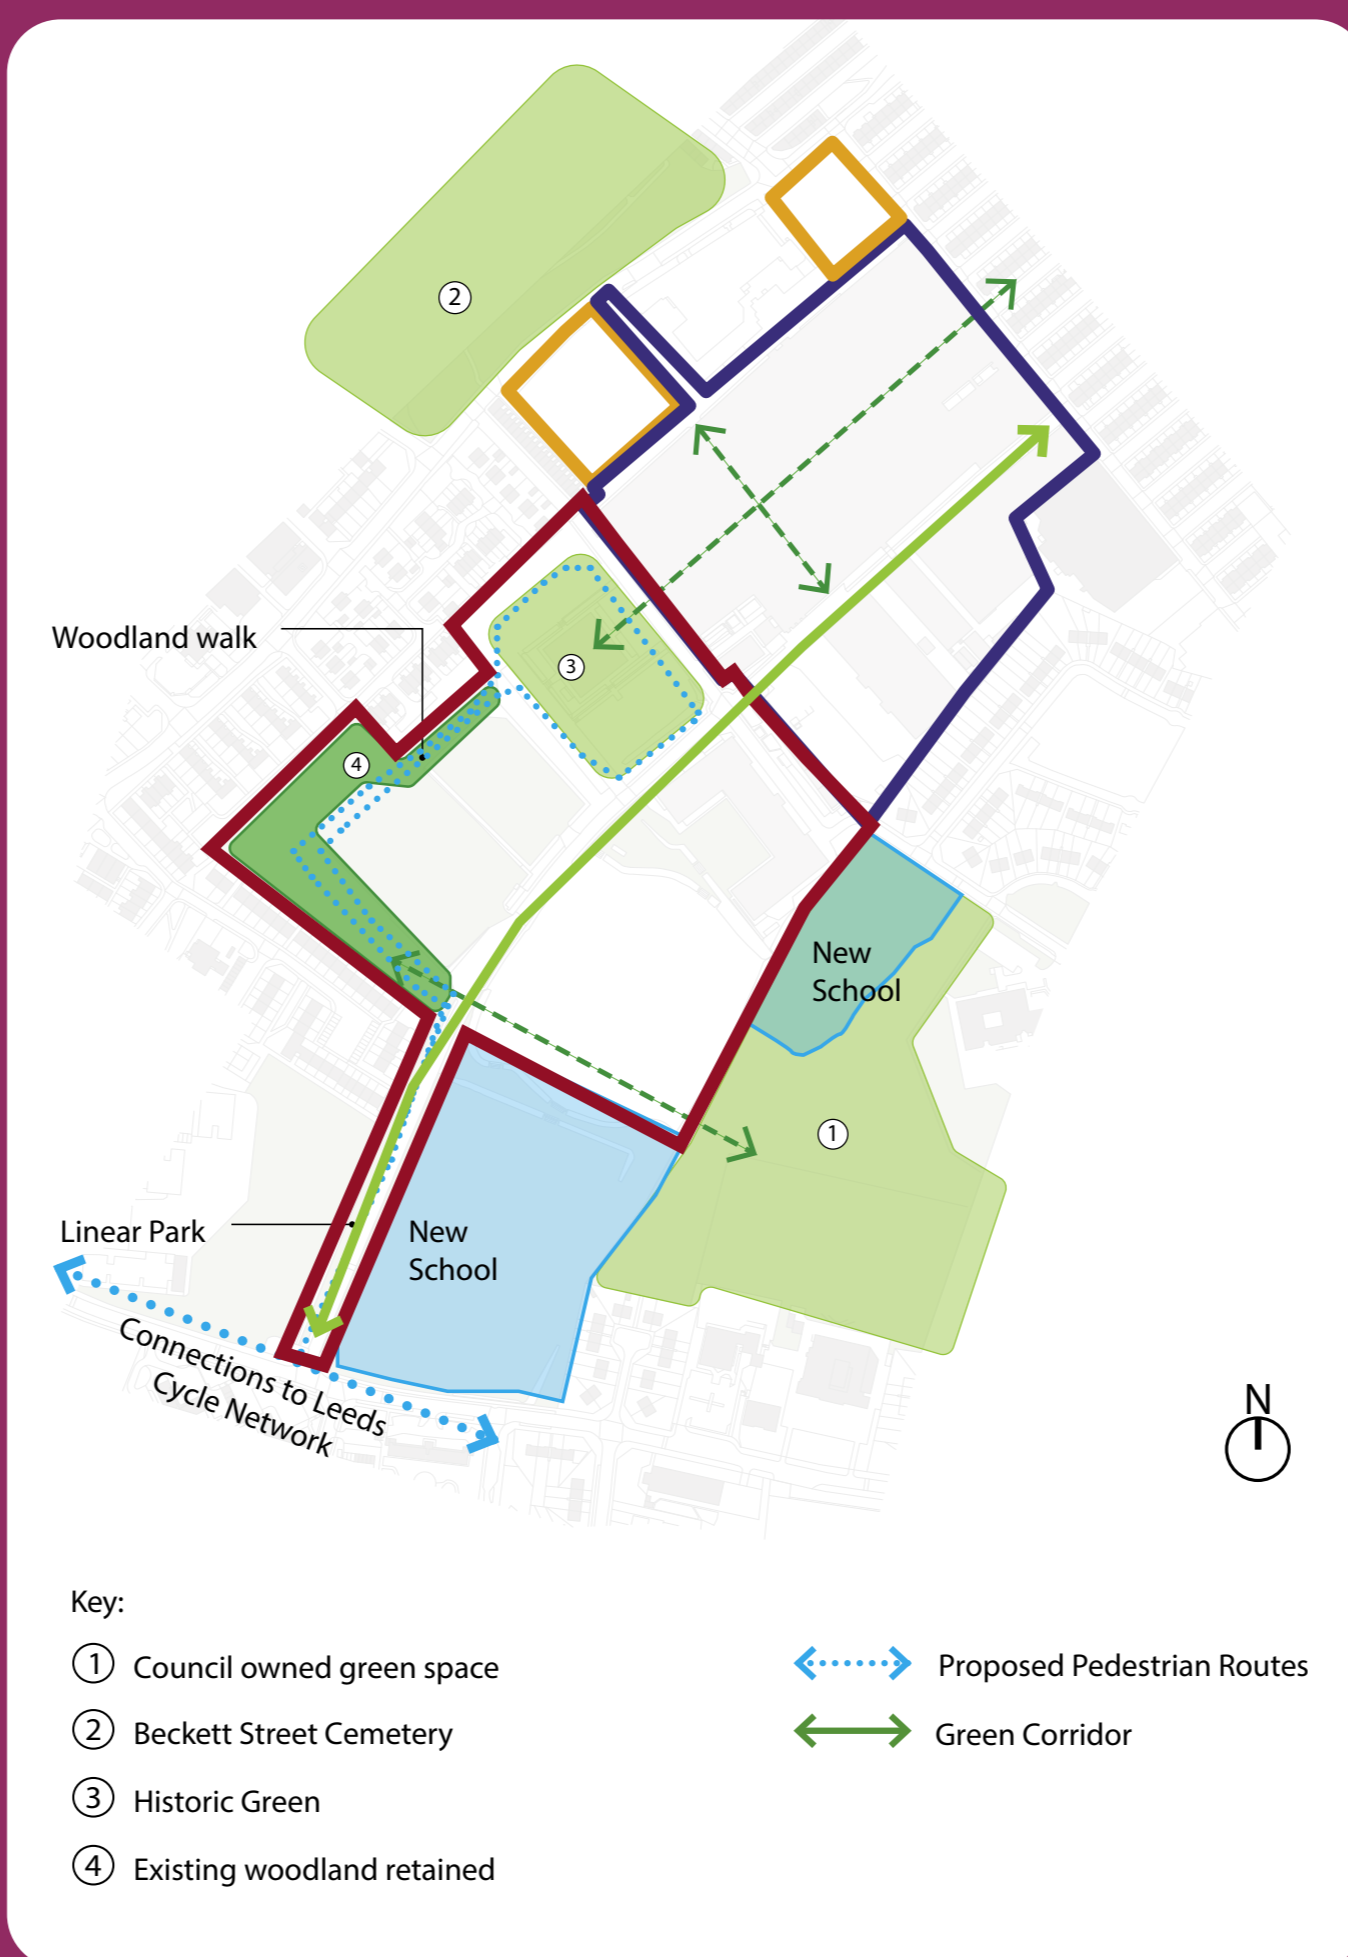 2
3
Woodland walk
4
New
School
1
Linear Park
New
School
Connections to Leeds
Cycle Network
N
Key:
1 Council owned green space
2 Beckett Street Cemetery
3 Historic Green
4 Existing woodland retained
Proposed Pedestrian Routes
Green Corridor